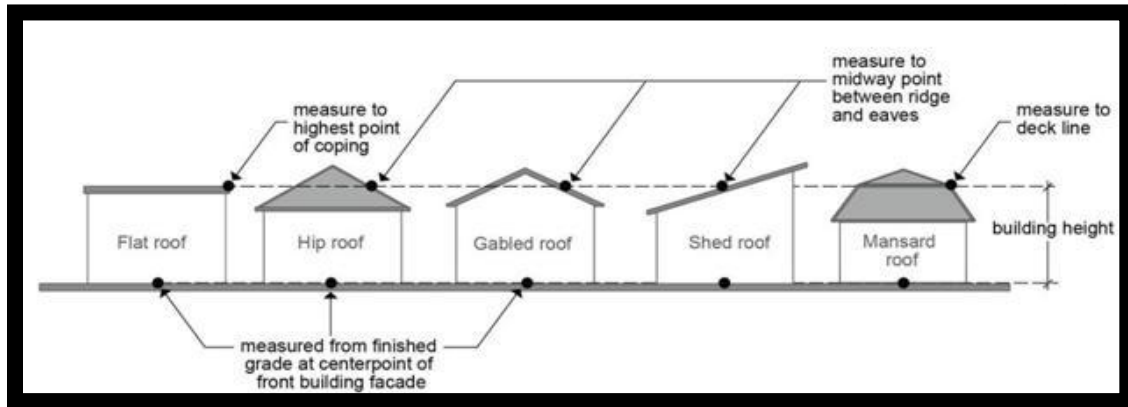 measure to
highest point
of coping
measure to
midway point
between ridge
and eaves
measure to
deck line
Flat roof
Hip roof
Gabled roof
Shed roof
Mansard
roof
building height
measured from finished
grade at centerpoint of
front building facade